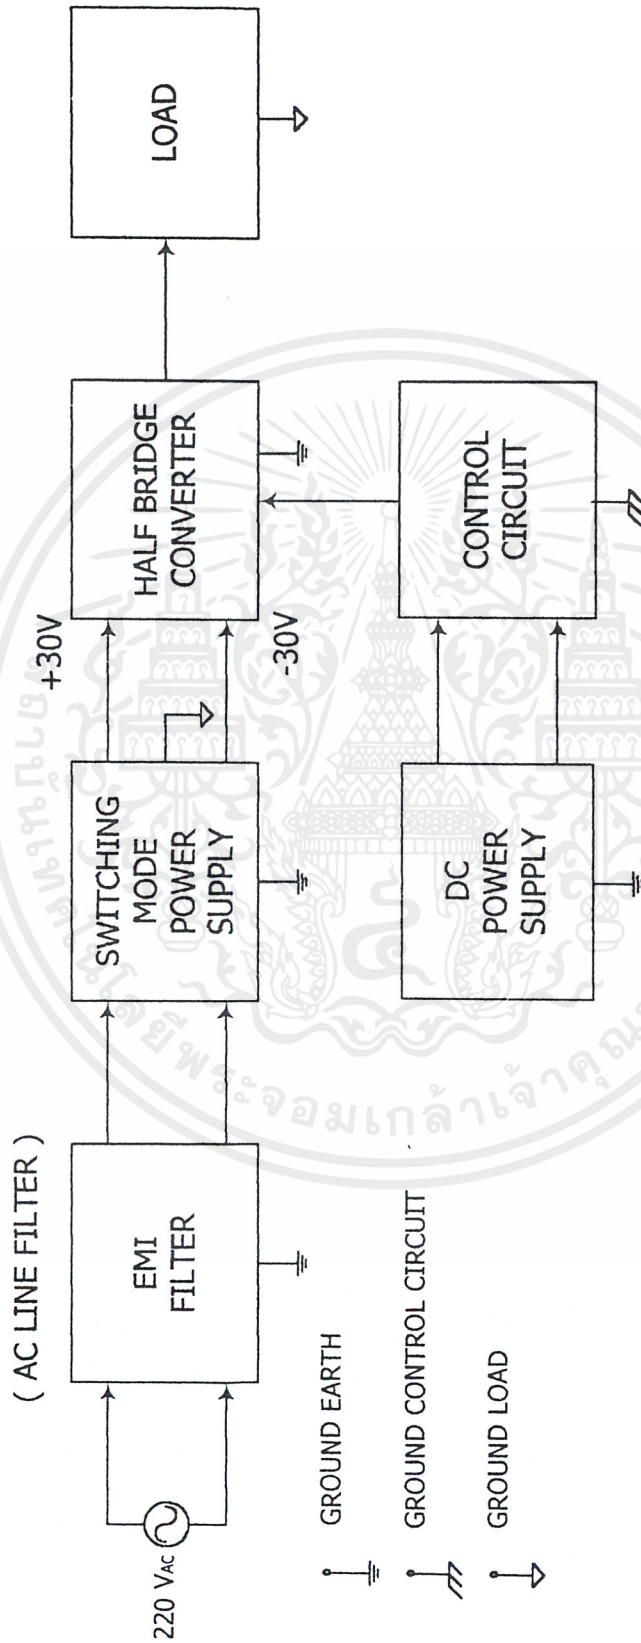 ( AC LINE FILTER )
220 VAC
EMI
FILTER
SWITCHING
MODE
POWER
SUPPLY
+30V
-30V
HALF BRIDGE
CONVERTER
LOAD
DC
POWER
SUPPLY
CONTROL
CIRCUIT
GROUND EARTH
GROUND CONTROL CIRCUIT
GROUND LOAD